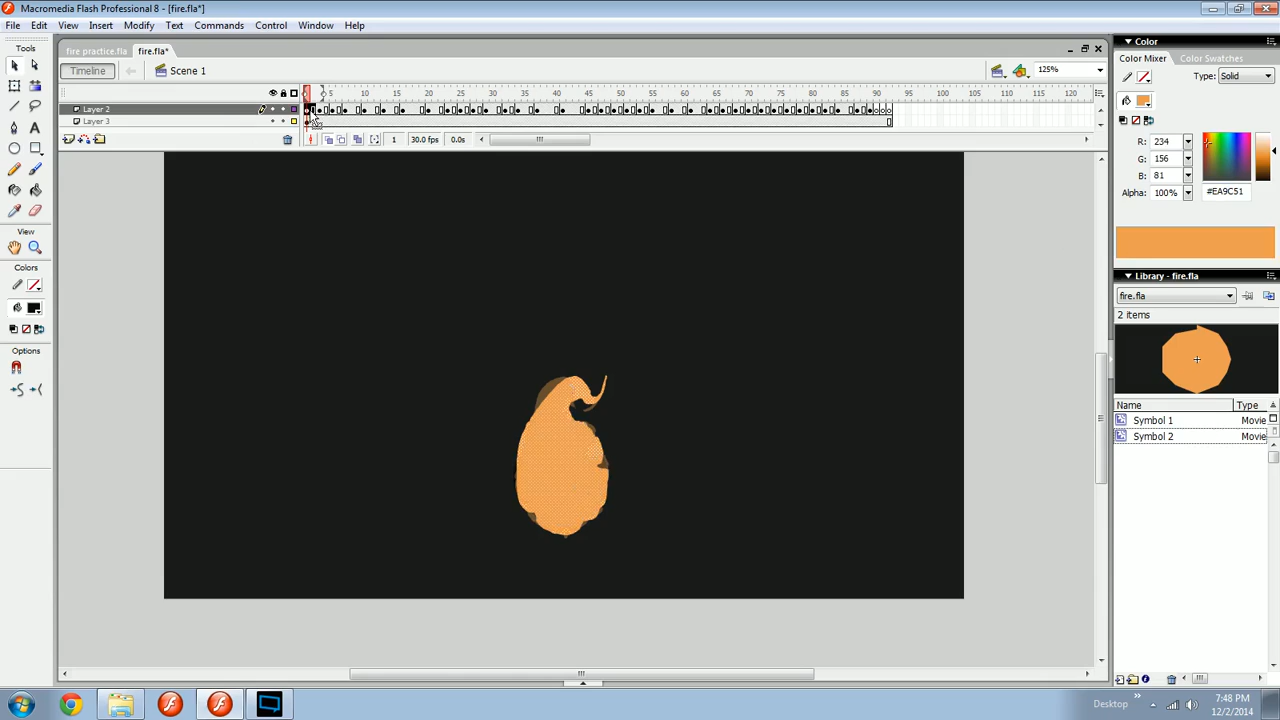 Macromedia Flash Professional 8 - [fire.fla*]
File Edit View Insert Modify Text Commands Control Window Help
Tools
View
Colors
Options
fire practice.fla fire.fla*
Timeline Scene 1 125%
5 10 15 20 25 30 35 40 45 50 55 60 65 70 75 80 85 90 95 100 105 110 115 120
Layer 2
Layer 3
1 30.0 fps 0.0s
Color
Color Mixer Color Swatches
Type: Solid
R: 234
G: 156
B: 81
Alpha: 100% #EA9C51
Library - fire.fla
fire.fla
2 items
Name Type
Symbol 1 Movie
Symbol 2 Movie
Desktop
7:48 PM
12/2/2014